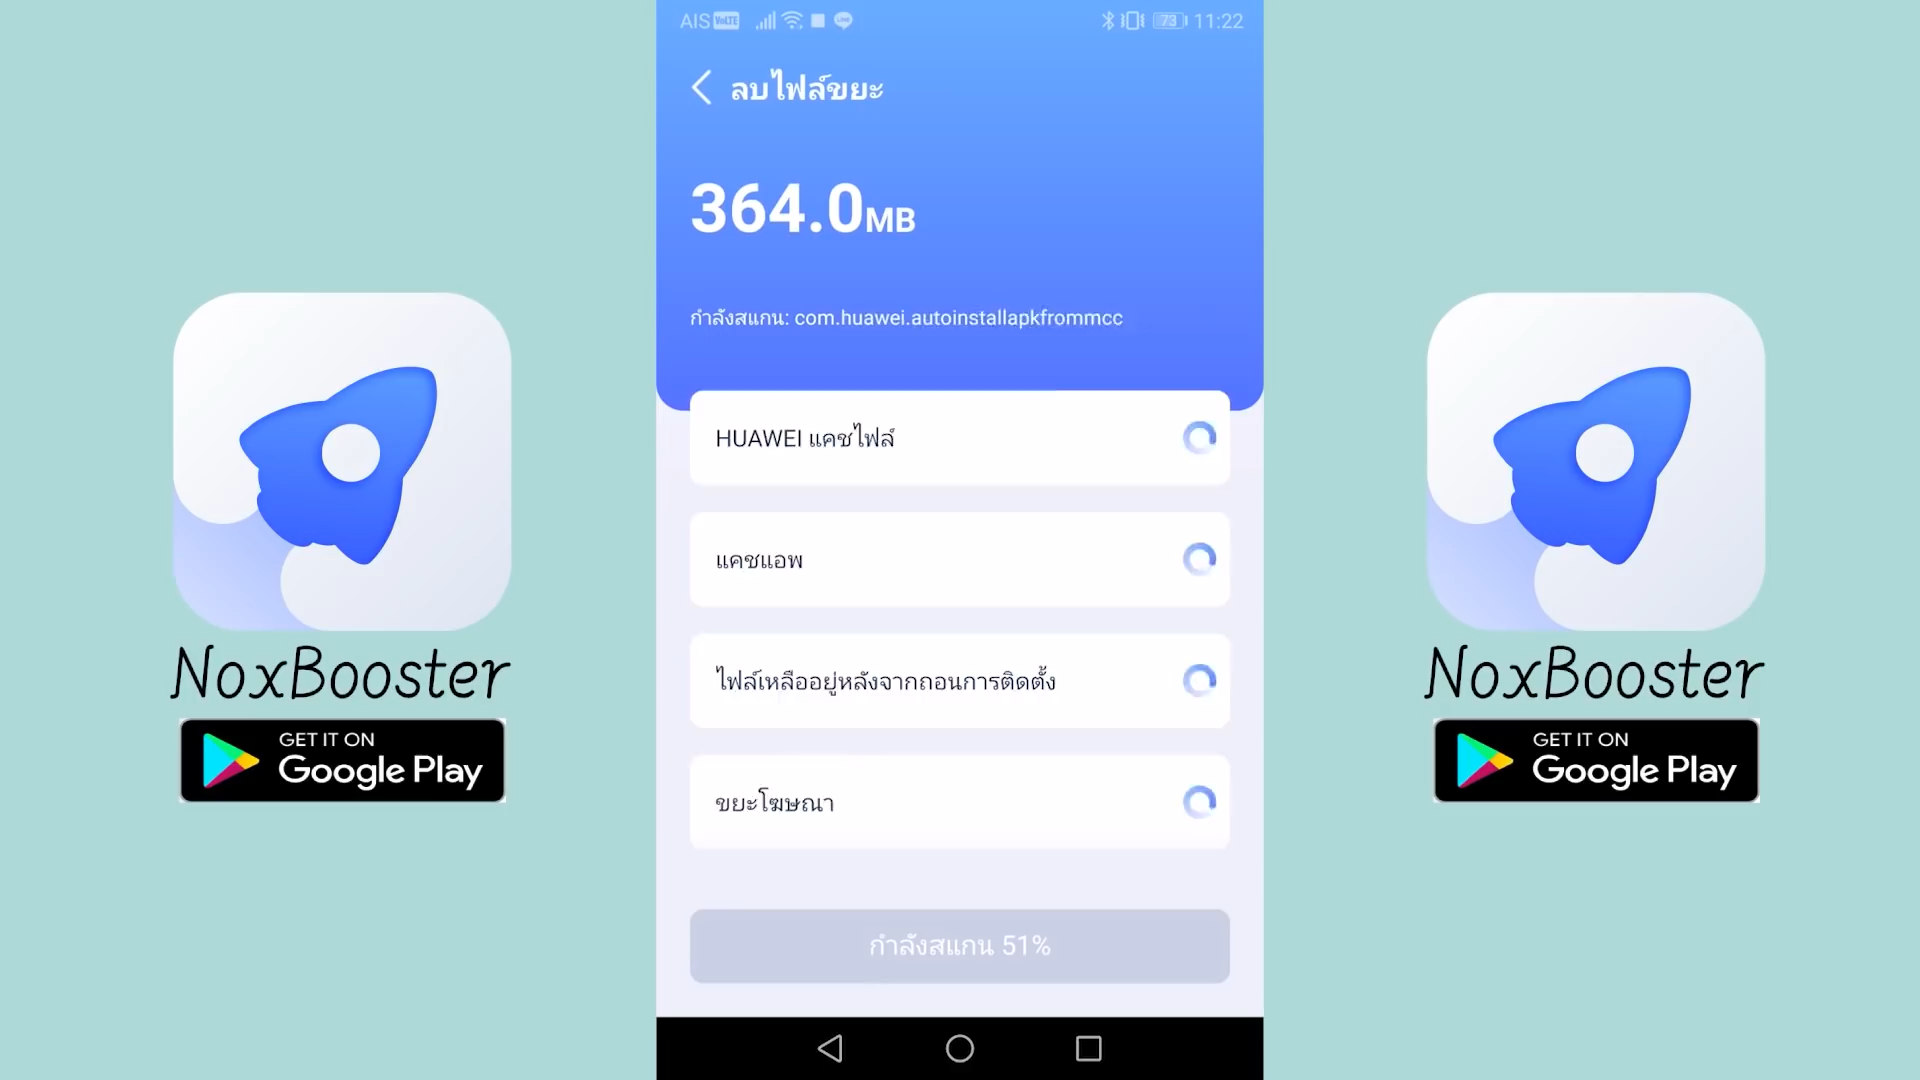 AIS VoLTE 73 11:22
ลบไฟล์ขยะ
364.0MB
กำลังสแกน: com.huawei.autoinstallapkfrommcc
HUAWEI แคชไฟล์
แคชแอพ
ไฟล์เหลืออยู่หลังจากถอนการติดตั้ง
ขยะโฆษณา
กำลังสแกน 51%
NoxBooster
GET IT ON
Google Play
NoxBooster
GET IT ON
Google Play